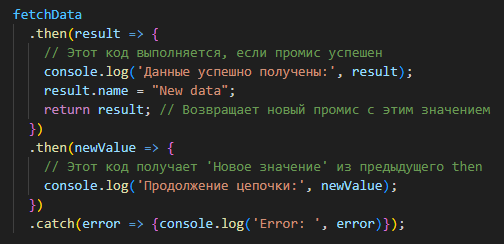 fetchData
.then(result => {
// Этот код выполняется, если промис успешен
console.log('Данные успешно получены:', result);
result.name = "New data";
return result; // Возвращает новый промис с этим значением
})
.then(newValue => {
// Этот код получает 'Новое значение' из предыдущего then
console.log('Продолжение цепочки:', newValue);
})
.catch(error => {console.log('Error: ', error)});